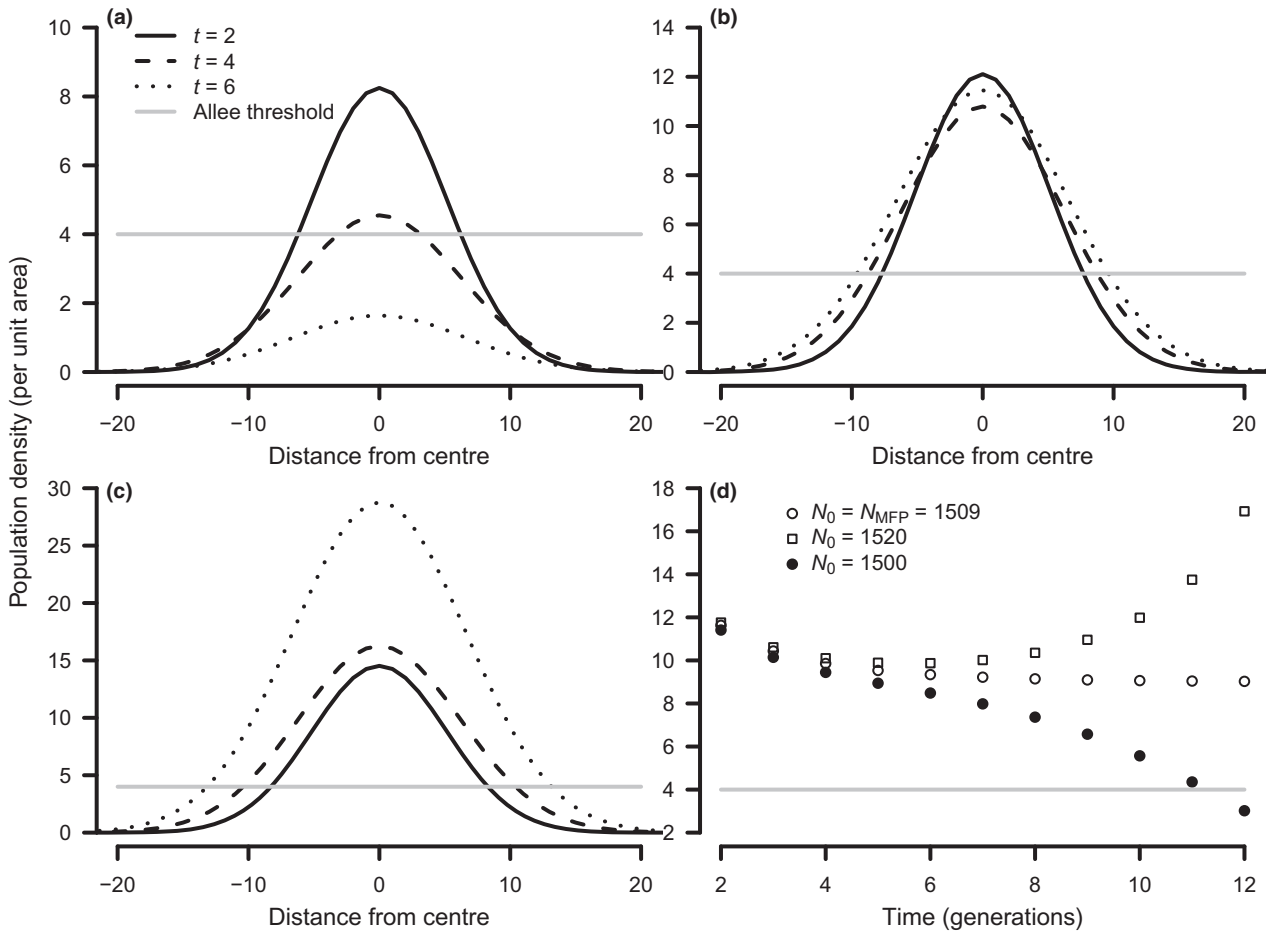 Population density (per unit area)
(a)
t = 2
t = 4
t = 6
Allee threshold
10
8
6
4
2
0
−20 −10 0 10 20
Distance from centre
(b)
14
12
10
8
6
4
2
0
−20 −10 0 10 20
Distance from centre
(c)
30
25
20
15
10
5
0
−20 −10 0 10 20
Distance from centre
(d)
N0 = NMFP = 1509
N0 = 1520
N0 = 1500
18
16
14
12
10
8
6
4
2
2 4 6 8 10 12
Time (generations)